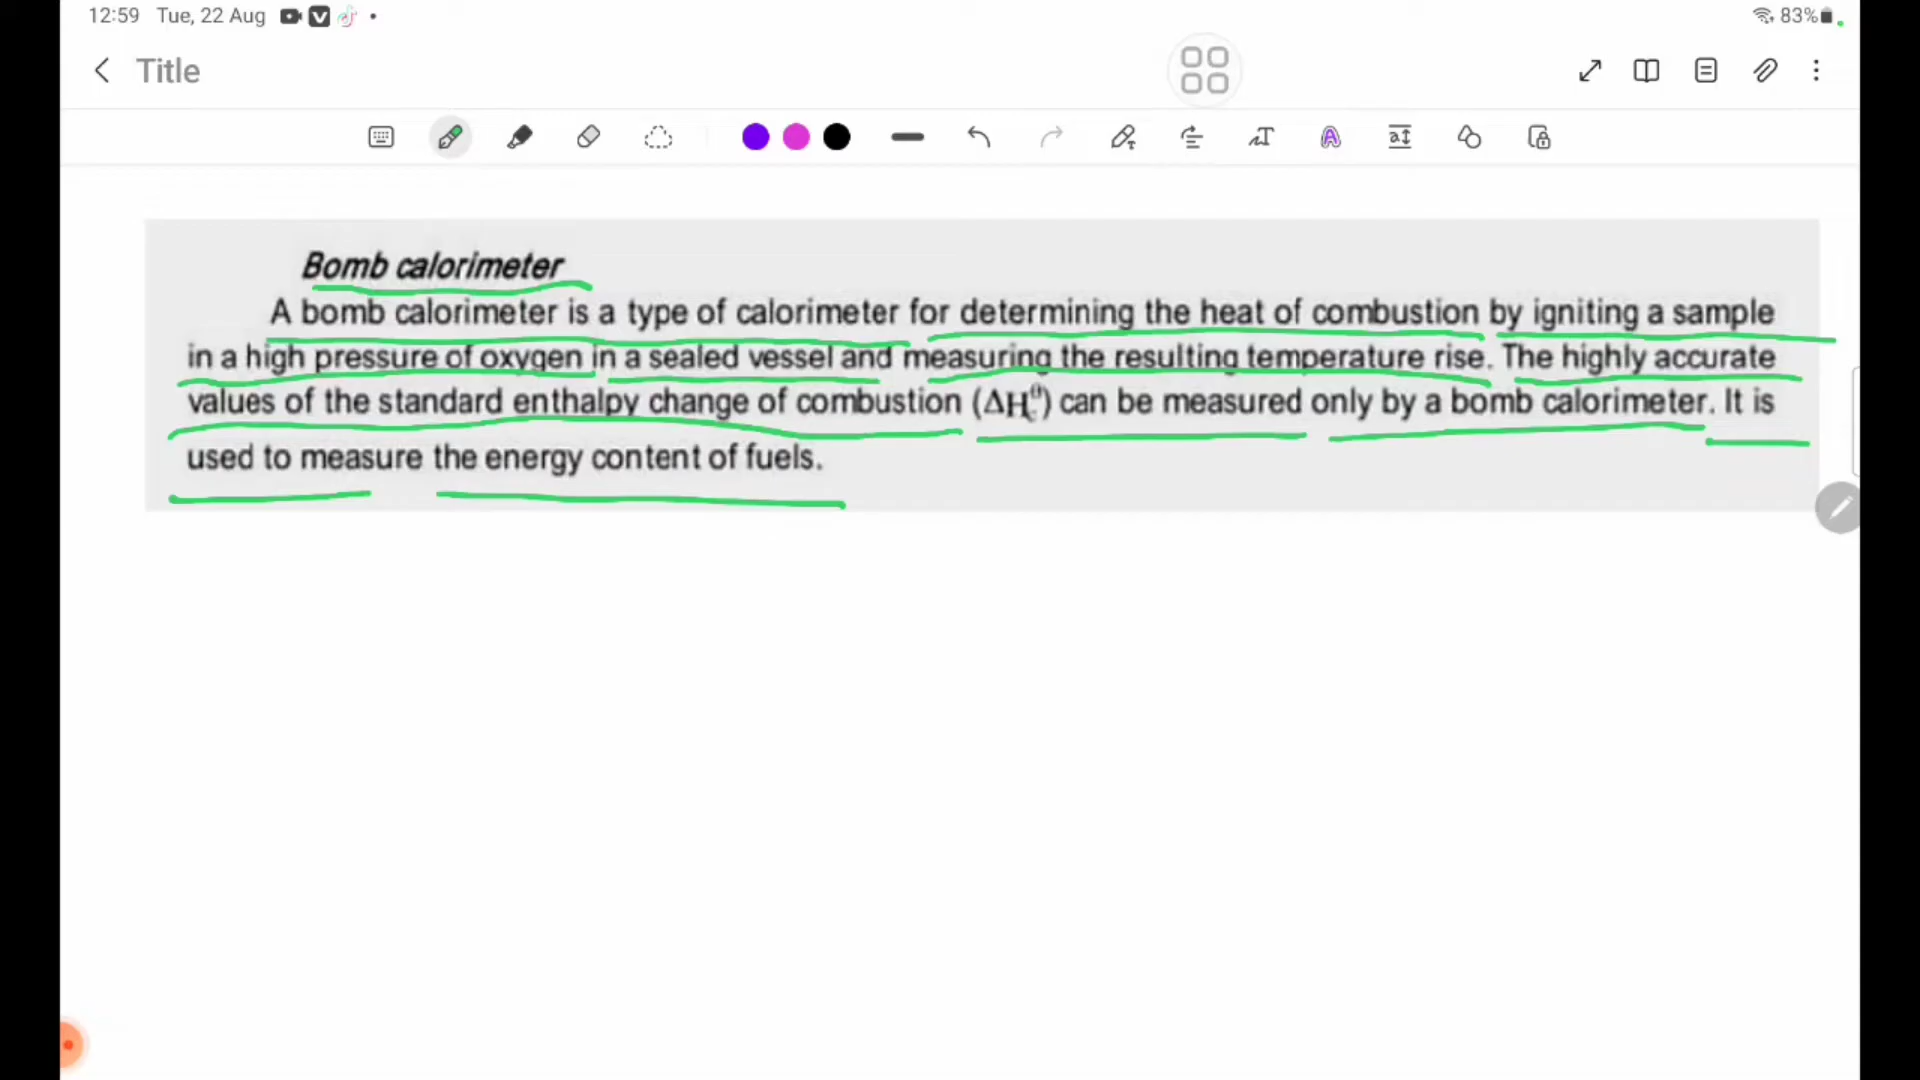 12:59 Tue, 22 Aug
83%
Title
Bomb calorimeter
A bomb calorimeter is a type of calorimeter for determining the heat of combustion by igniting a sample
in a high pressure of oxygen in a sealed vessel and measuring the resulting temperature rise. The highly accurate
values of the standard enthalpy change of combustion (ΔH) can be measured only by a bomb calorimeter. It is
used to measure the energy content of fuels.